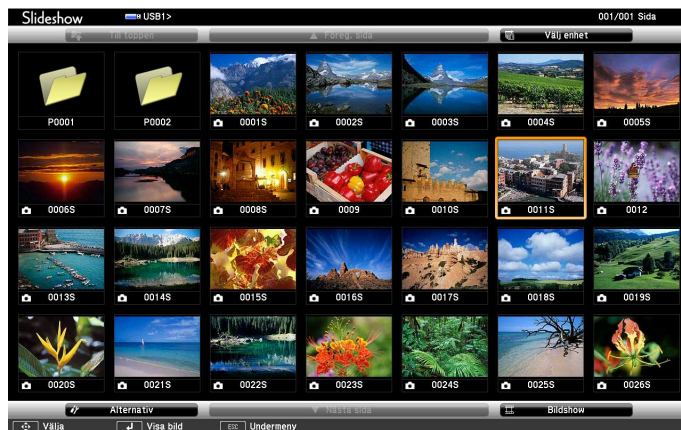 Slideshow USB1> 001/001 Sida
Till toppen Föreg. sida Välj enhet
P0001 P0002 0001S 0002S 0003S 0004S 0005S
0006S 0007S 0008S 0009 0010S 0011S 0012
0013S 0014S 0015S 0016S 0017S 0018S 0019S
0020S 0021S 0022S 0023S 0024S 0025S 0026S
Alternativ Nästa sida Bildshow
Välja Visa bild ESC Undermeny